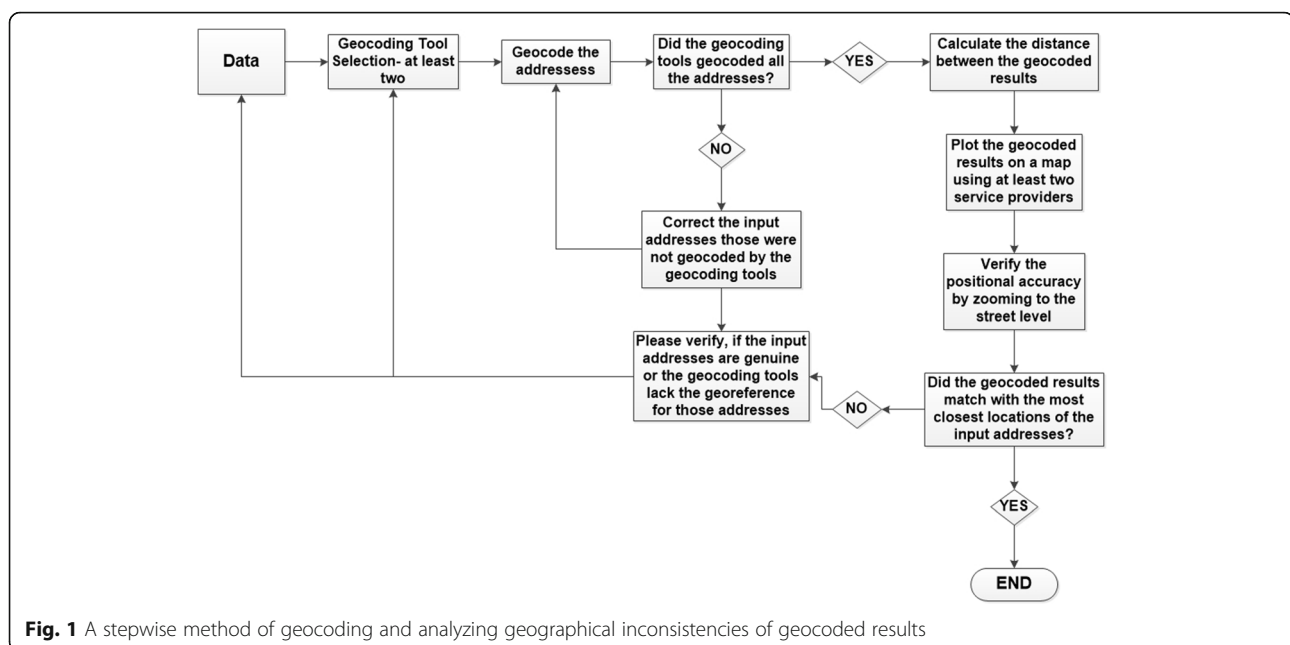 Data
Geocoding Tool
Selection- at least
two
Geocode the
addressess
Did the geocoding
tools geocoded all
the addresses?
YES
Calculate the distance
between the geocoded
results
NO
Plot the geocoded
results on a map
using at least two
service providers
Correct the input
addresses those were
not geocoded by the
geocoding tools
Verify the
positional accuracy
by zooming to the
street level
Please verify, if the input
addresses are genuine
or the geocoding tools
lack the georeference
for those addresses
NO
Did the geocoded results
match with the most
closest locations of the
input addresses?
YES
END
Fig. 1 A stepwise method of geocoding and analyzing geographical inconsistencies of geocoded results